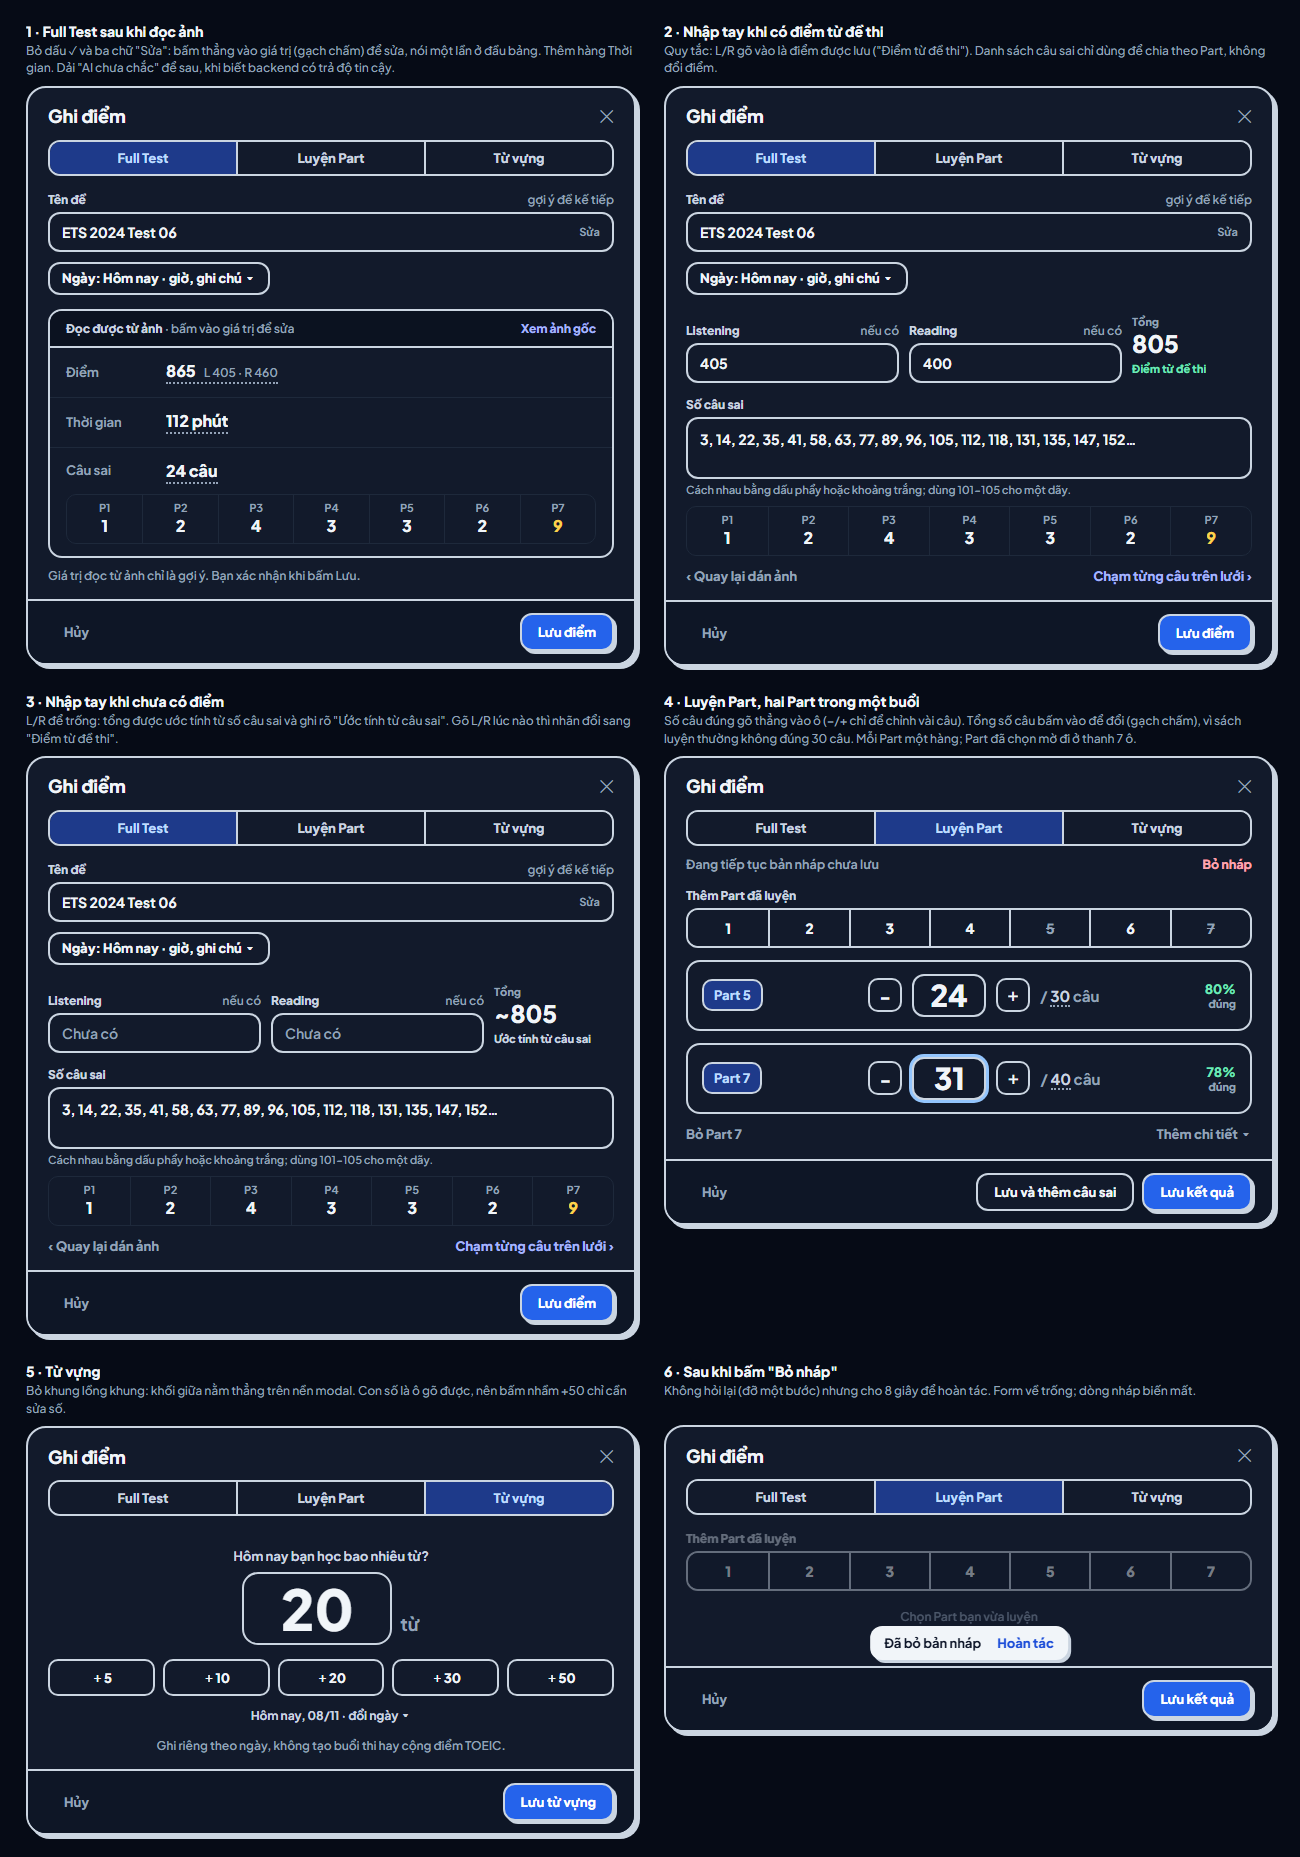 1 · Full Test sau khi đọc ảnh
Bỏ dấu ✓ và ba chữ "Sửa": bấm thẳng vào giá trị (gạch chấm) để sửa, nói một lần ở đầu bảng. Thêm hàng Thời
gian. Dải "AI chưa chắc" để sau, khi biết backend có trả độ tin cậy.
Ghi điểm
Full Test
Luyện Part
Từ vựng
Tên đề
gợi ý đề kế tiếp
ETS 2024 Test 06
Sửa
Ngày: Hôm nay · giờ, ghi chú
Đọc được từ ảnh · bấm vào giá trị để sửa
Xem ảnh gốc
Điểm
865 L 405 · R 460
Thời gian
112 phút
Câu sai
24 câu
P1 P2 P3 P4 P5 P6 P7
1 2 4 3 3 2 9
Giá trị đọc từ ảnh chỉ là gợi ý. Bạn xác nhận khi bấm Lưu.
Hủy
Lưu điểm
2 · Nhập tay khi có điểm từ đề thi
Quy tắc: L/R gõ vào là điểm được lưu ("Điểm từ đề thi"). Danh sách câu sai chỉ dùng để chia theo Part, không
đổi điểm.
Ghi điểm
Full Test
Luyện Part
Từ vựng
Tên đề
gợi ý đề kế tiếp
ETS 2024 Test 06
Sửa
Ngày: Hôm nay · giờ, ghi chú
Listening
nếu có
405
Reading
nếu có
400
Tổng
805
Điểm từ đề thi
Số câu sai
3, 14, 22, 35, 41, 58, 63, 77, 89, 96, 105, 112, 118, 131, 135, 147, 152…
Cách nhau bằng dấu phẩy hoặc khoảng trắng; dùng 101–105 cho một dãy.
P1 P2 P3 P4 P5 P6 P7
1 2 4 3 3 2 9
‹ Quay lại dán ảnh
Chạm từng câu trên lưới ›
Hủy
Lưu điểm
3 · Nhập tay khi chưa có điểm
L/R để trống: tổng được ước tính từ số câu sai và ghi rõ "Ước tính từ câu sai". Gõ L/R lúc nào thì nhãn đổi sang
"Điểm từ đề thi".
Ghi điểm
Full Test
Luyện Part
Từ vựng
Tên đề
gợi ý đề kế tiếp
ETS 2024 Test 06
Sửa
Ngày: Hôm nay · giờ, ghi chú
Listening
nếu có
Chưa có
Reading
nếu có
Chưa có
Tổng
~805
Ước tính từ câu sai
Số câu sai
3, 14, 22, 35, 41, 58, 63, 77, 89, 96, 105, 112, 118, 131, 135, 147, 152…
Cách nhau bằng dấu phẩy hoặc khoảng trắng; dùng 101–105 cho một dãy.
P1 P2 P3 P4 P5 P6 P7
1 2 4 3 3 2 9
‹ Quay lại dán ảnh
Chạm từng câu trên lưới ›
Hủy
Lưu điểm
4 · Luyện Part, hai Part trong một buổi
Số câu đúng gõ thẳng vào ô (−/+ chỉ để chỉnh vài câu). Tổng số câu bấm vào để đổi (gạch chấm), vì sách
luyện thường không đúng 30 câu. Mỗi Part một hàng; Part đã chọn mờ đi ở thanh 7 ô.
Ghi điểm
Full Test
Luyện Part
Từ vựng
Đang tiếp tục bản nháp chưa lưu
Bỏ nháp
Thêm Part đã luyện
1 2 3 4 5 6 7
Part 5
− 24 + / 30 câu
80%
đúng
Part 7
− 31 + / 40 câu
78%
đúng
Bỏ Part 7
Thêm chi tiết
Hủy
Lưu và thêm câu sai
Lưu kết quả
5 · Từ vựng
Bỏ khung lồng khung: khối giữa nằm thẳng trên nền modal. Con số là ô gõ được, nên bấm nhầm +50 chỉ cần
sửa số.
Ghi điểm
Full Test
Luyện Part
Từ vựng
Hôm nay bạn học bao nhiêu từ?
20 từ
+ 5
+ 10
+ 20
+ 30
+ 50
Hôm nay, 08/11 · đổi ngày
Ghi riêng theo ngày, không tạo buổi thi hay cộng điểm TOEIC.
Hủy
Lưu từ vựng
6 · Sau khi bấm "Bỏ nháp"
Không hỏi lại (đỡ một bước) nhưng cho 8 giây để hoàn tác. Form về trống; dòng nháp biến mất.
Ghi điểm
Full Test
Luyện Part
Từ vựng
Thêm Part đã luyện
1 2 3 4 5 6 7
Chọn Part bạn vừa luyện
Đã bỏ bản nháp
Hoàn tác
Hủy
Lưu kết quả